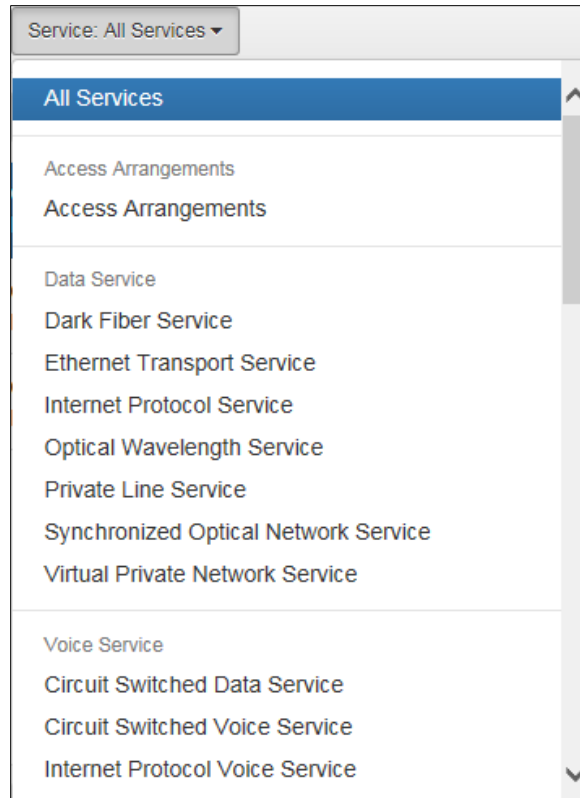 Service: All Services
All Services
Access Arrangements
Access Arrangements
Data Service
Dark Fiber Service
Ethernet Transport Service
Internet Protocol Service
Optical Wavelength Service
Private Line Service
Synchronized Optical Network Service
Virtual Private Network Service
Voice Service
Circuit Switched Data Service
Circuit Switched Voice Service
Internet Protocol Voice Service